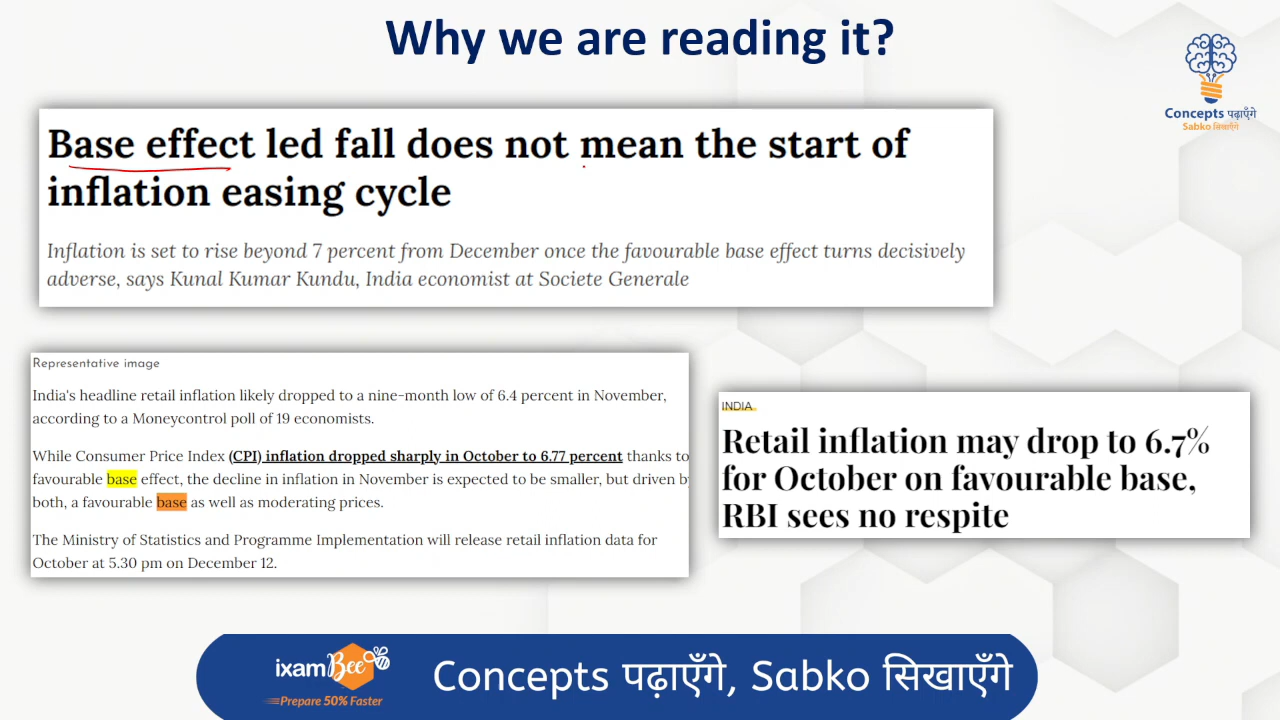 Why we are reading it?
Concepts पढ़ाएँगे
Sabko सिखाएँगे
Base effect led fall does not mean the start of
inflation easing cycle
Inflation is set to rise beyond 7 percent from December once the favourable base effect turns decisively
adverse, says Kunal Kumar Kundu, India economist at Societe Generale
Representative image
India's headline retail inflation likely dropped to a nine-month low of 6.4 percent in November,
according to a Moneycontrol poll of 19 economists.
While Consumer Price Index (CPI) inflation dropped sharply in October to 6.77 percent thanks to
favourable base effect, the decline in inflation in November is expected to be smaller, but driven by
both, a favourable base as well as moderating prices.
The Ministry of Statistics and Programme Implementation will release retail inflation data for
October at 5.30 pm on December 12.
INDIA
Retail inflation may drop to 6.7%
for October on favourable base,
RBI sees no respite
ixamBee
Prepare 50% Faster
Concepts पढ़ाएँगे, Sabko सिखाएँगे